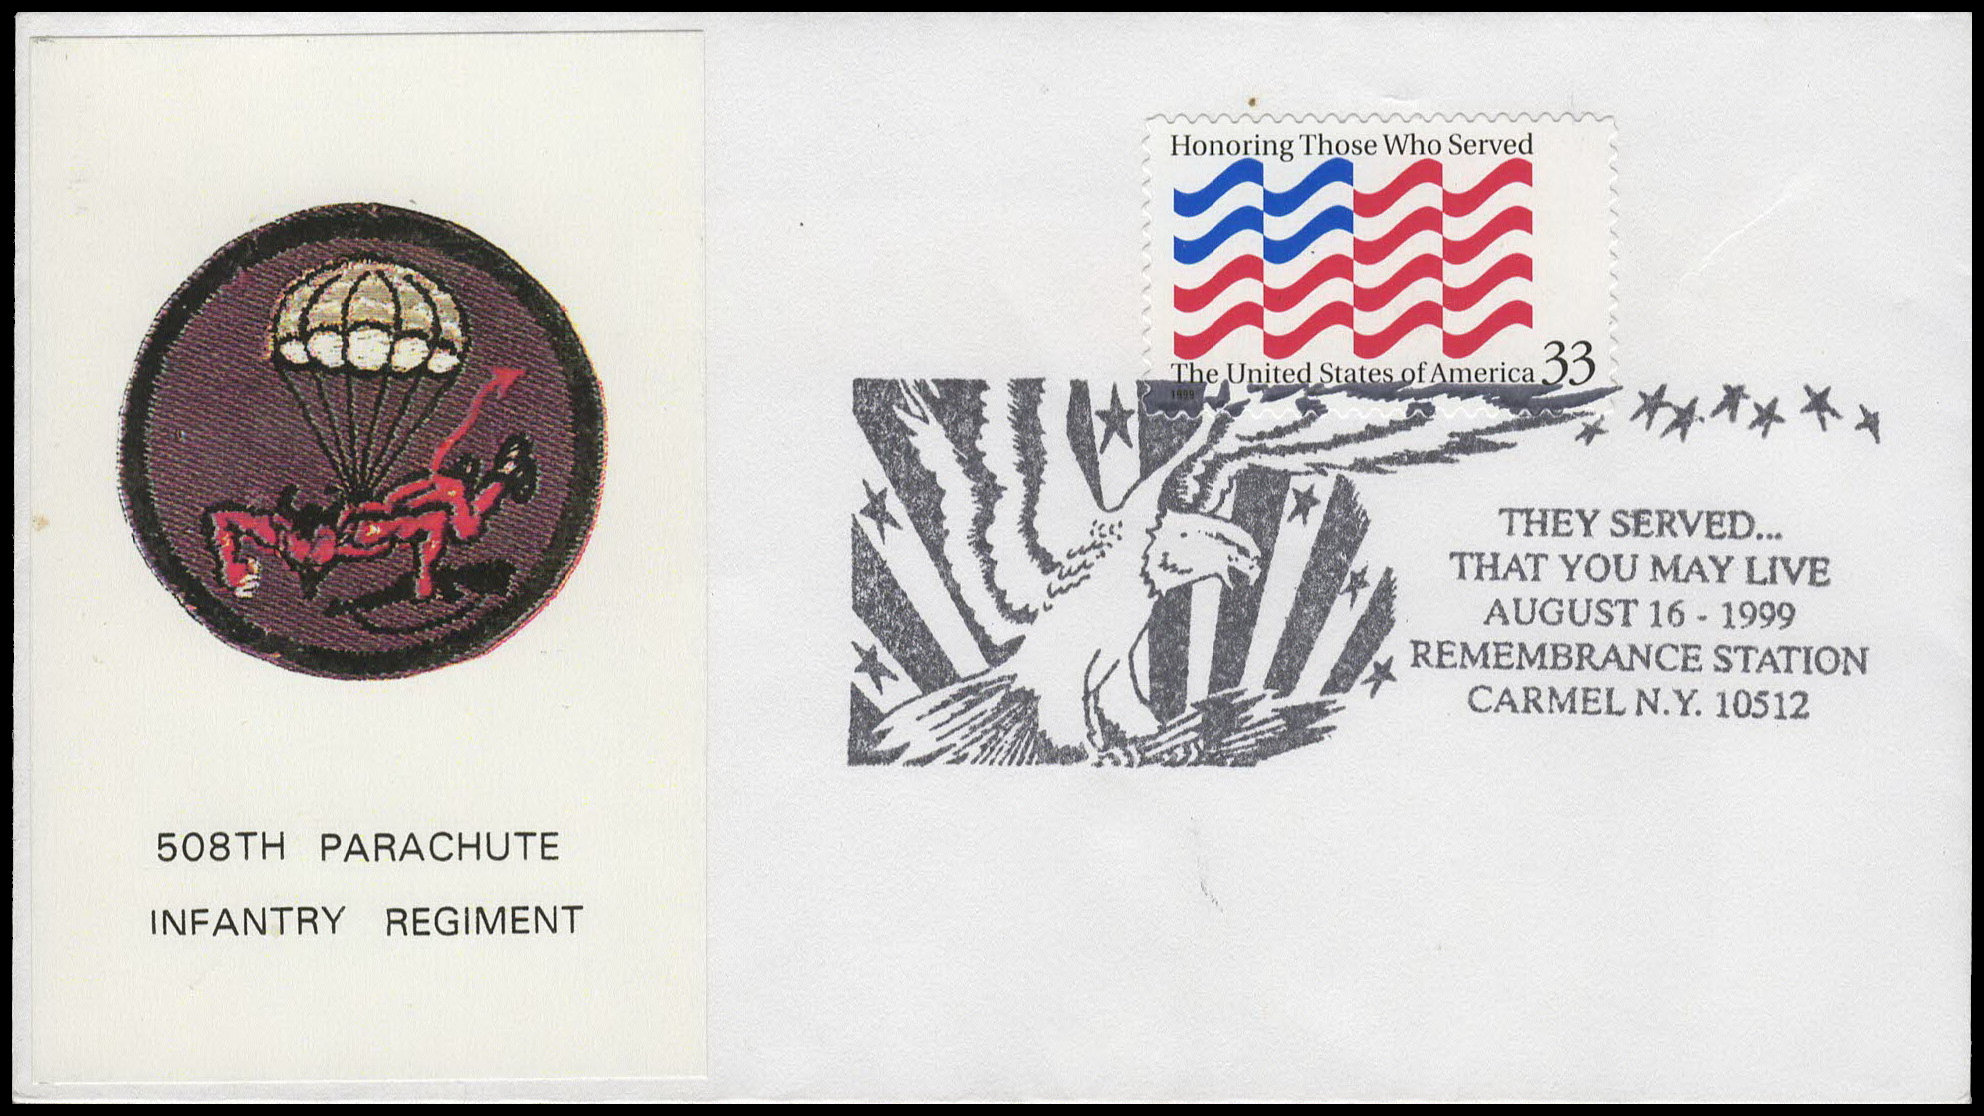 508TH PARACHUTE
INFANTRY REGIMENT
Honoring Those Who Served
The United States of America 33
1999
THEY SERVED...
THAT YOU MAY LIVE
AUGUST 16 - 1999
REMEMBRANCE STATION
CARMEL N.Y. 10512